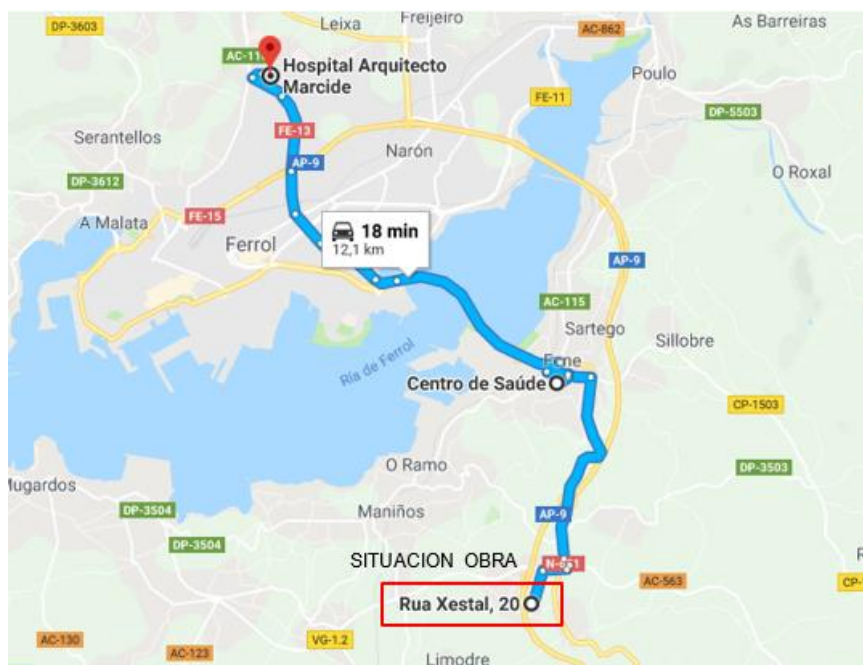 DP-3603
Leixa
Freijeiro
As Barreiras
AC-862
AC-11
Hospital Arquitecto
Marcide
Poulo
FE-11
DP-5503
Serantellos
FE-13
Narón
AP-9
O Roxal
DP-3612
A Malata
FE-15
18 min
12,1 km
Ferrol
AP-9
AC-115
Sartego
Sillobre
Ría de Ferrol
Centro de Saúde
CP-1503
O Ramo
DP-3503
Mugardos
DP-3504
Maniños
AP-9
DP-3504
SITUACION OBRA
AC-563
Rua Xestal, 20
AC-130
VG-1.2
AC-123
Limodre